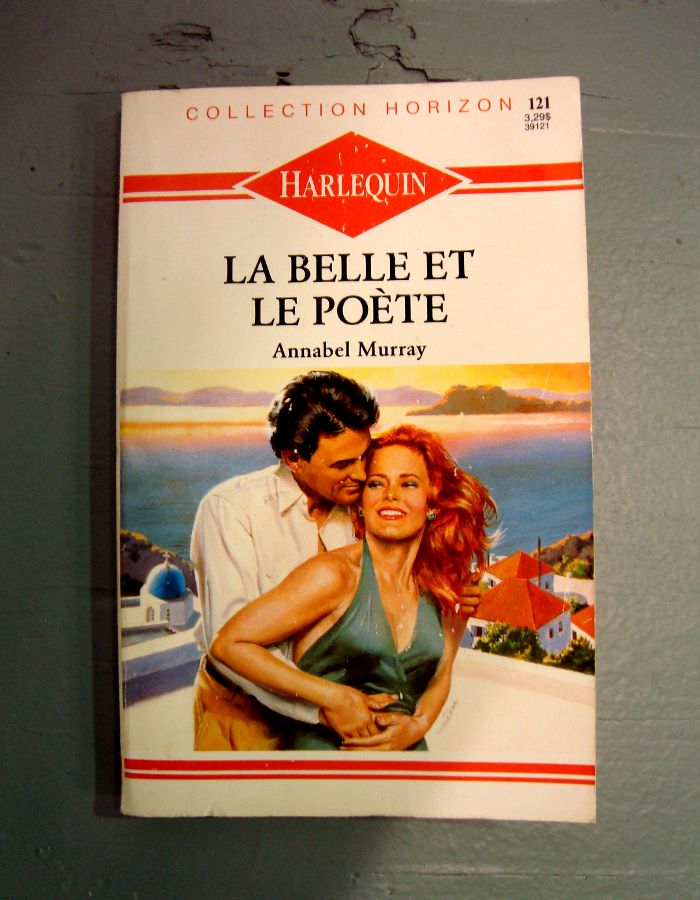 COLLECTION HORIZON 121
3,29$
39121
HARLEQUIN
LA BELLE ET
LE POÈTE
Annabel Murray